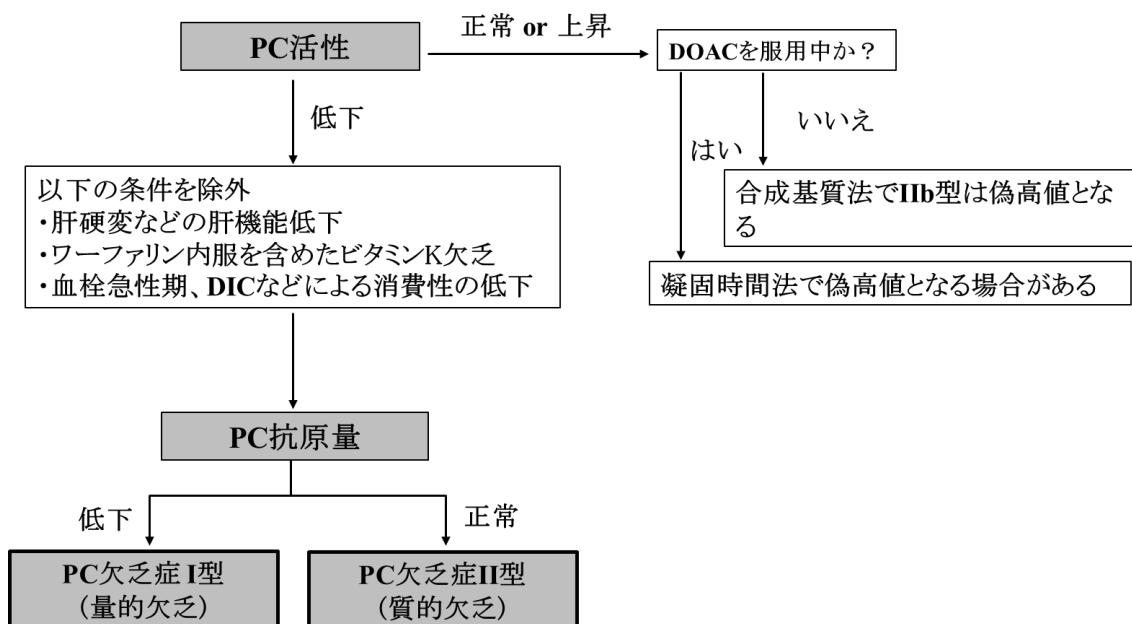 PC活性
正常 or 上昇
DOACを服用中か？
低下
いいえ
はい
以下の条件を除外
・肝硬変などの肝機能低下
・ワーファリン内服を含めたビタミンK欠乏
・血栓急性期、DICなどによる消費性の低下
合成基質法でIIb型は偽高値とな
る
凝固時間法で偽高値となる場合がある
PC抗原量
低下
正常
PC欠乏症 I型
（量的欠乏）
PC欠乏症II型
（質的欠乏）